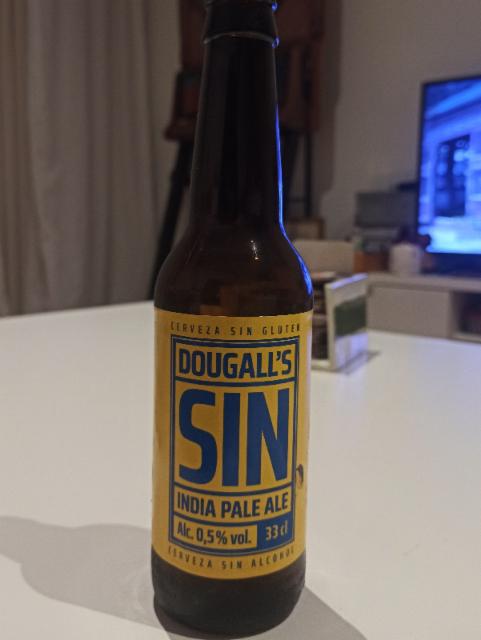 CERVEZA SIN GLUTEN
DOUGALL'S
SIN
INDIA PALE ALE
Alc. 0,5% vol. 33 cl
CERVEZA SIN ALCOHOL